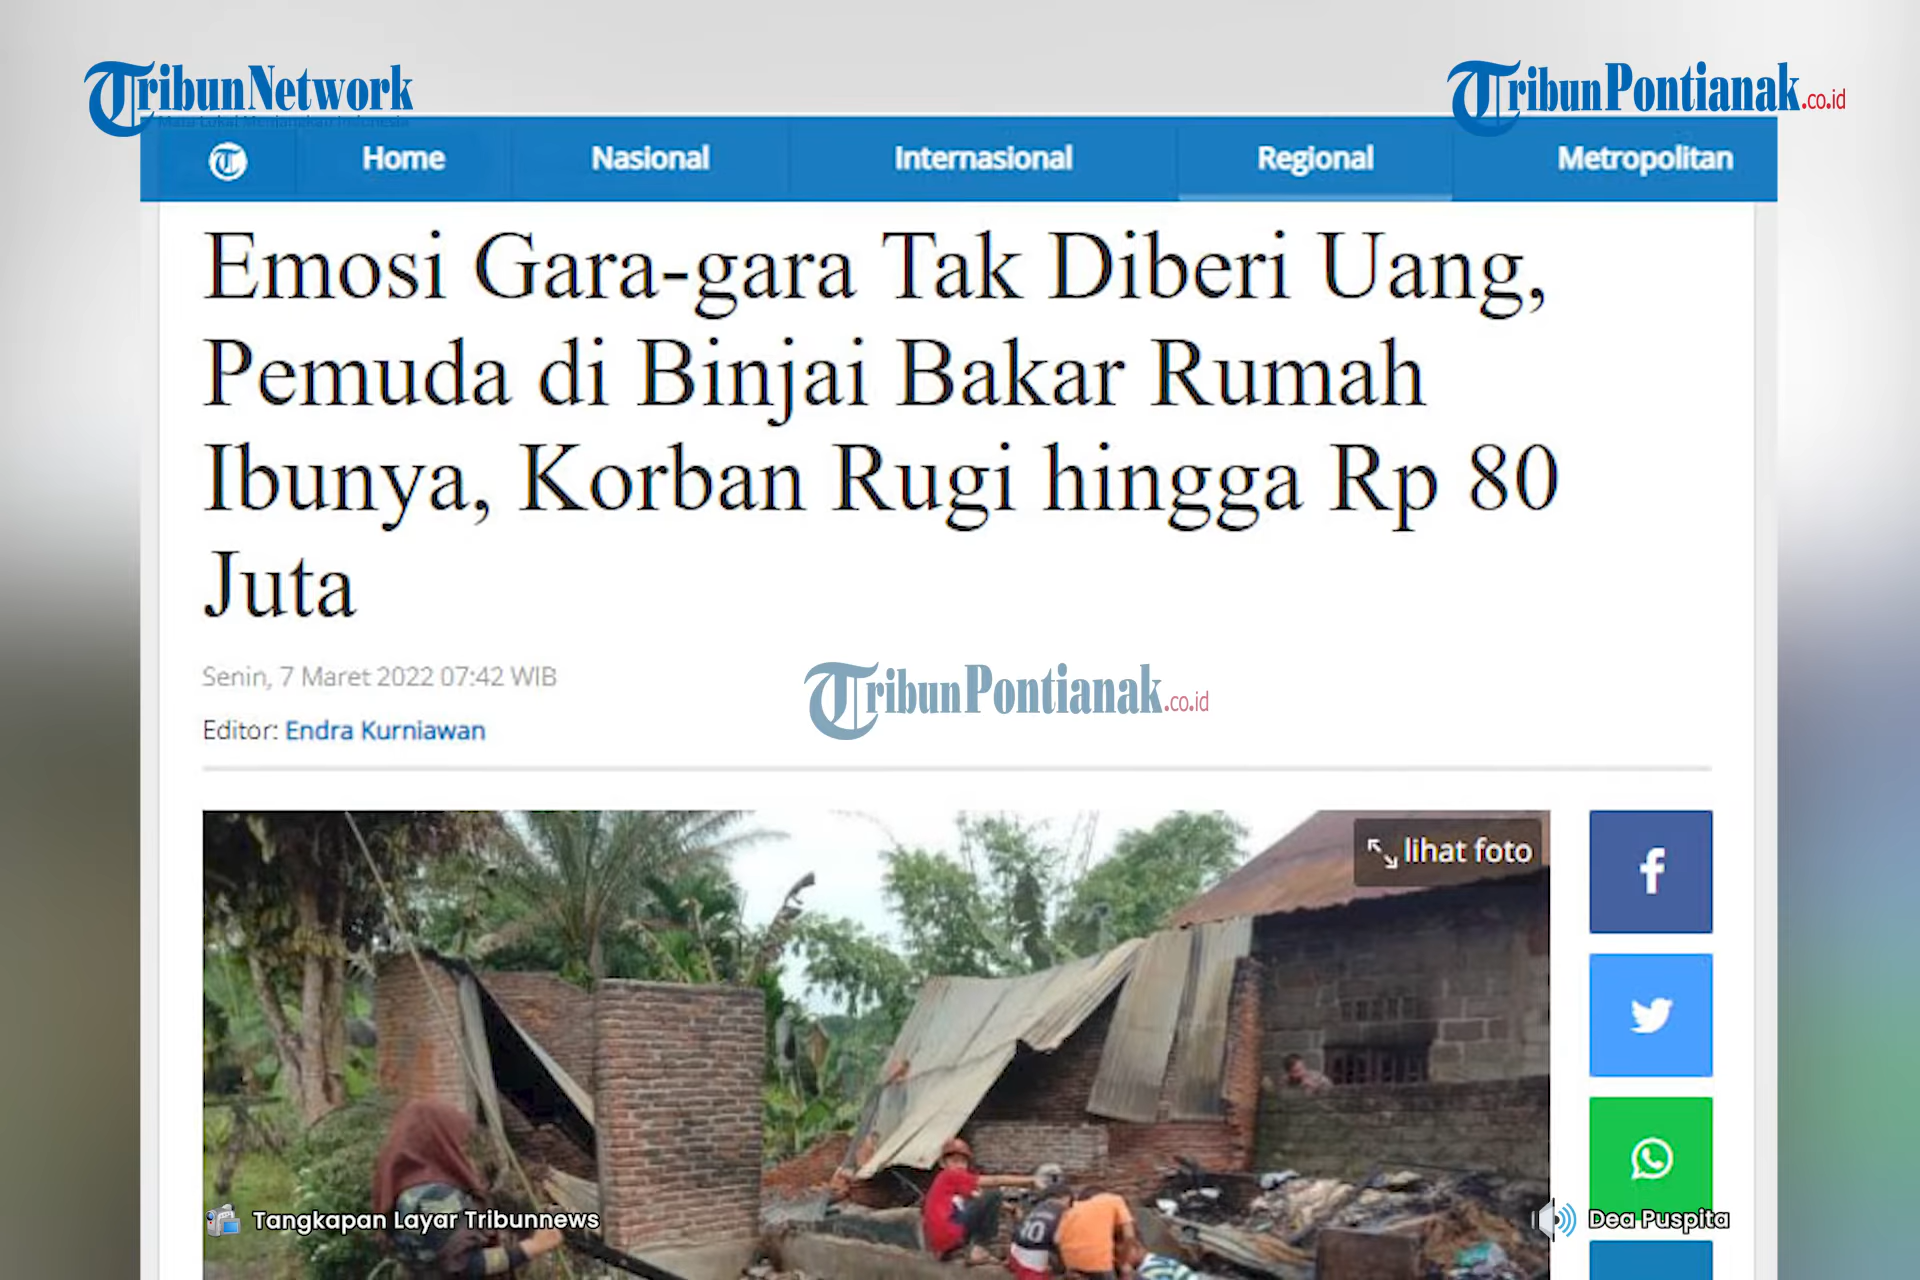 TribunNetwork
TribunPontianak.co.id
Home Nasional Internasional Regional Metropolitan
Emosi Gara-gara Tak Diberi Uang,
Pemuda di Binjai Bakar Rumah
Ibunya, Korban Rugi hingga Rp 80
Juta
Senin, 7 Maret 2022 07:42 WIB
Editor: Endra Kurniawan
TribunPontianak.co.id
lihat foto
Tangkapan Layar Tribunnews
Dea Puspita